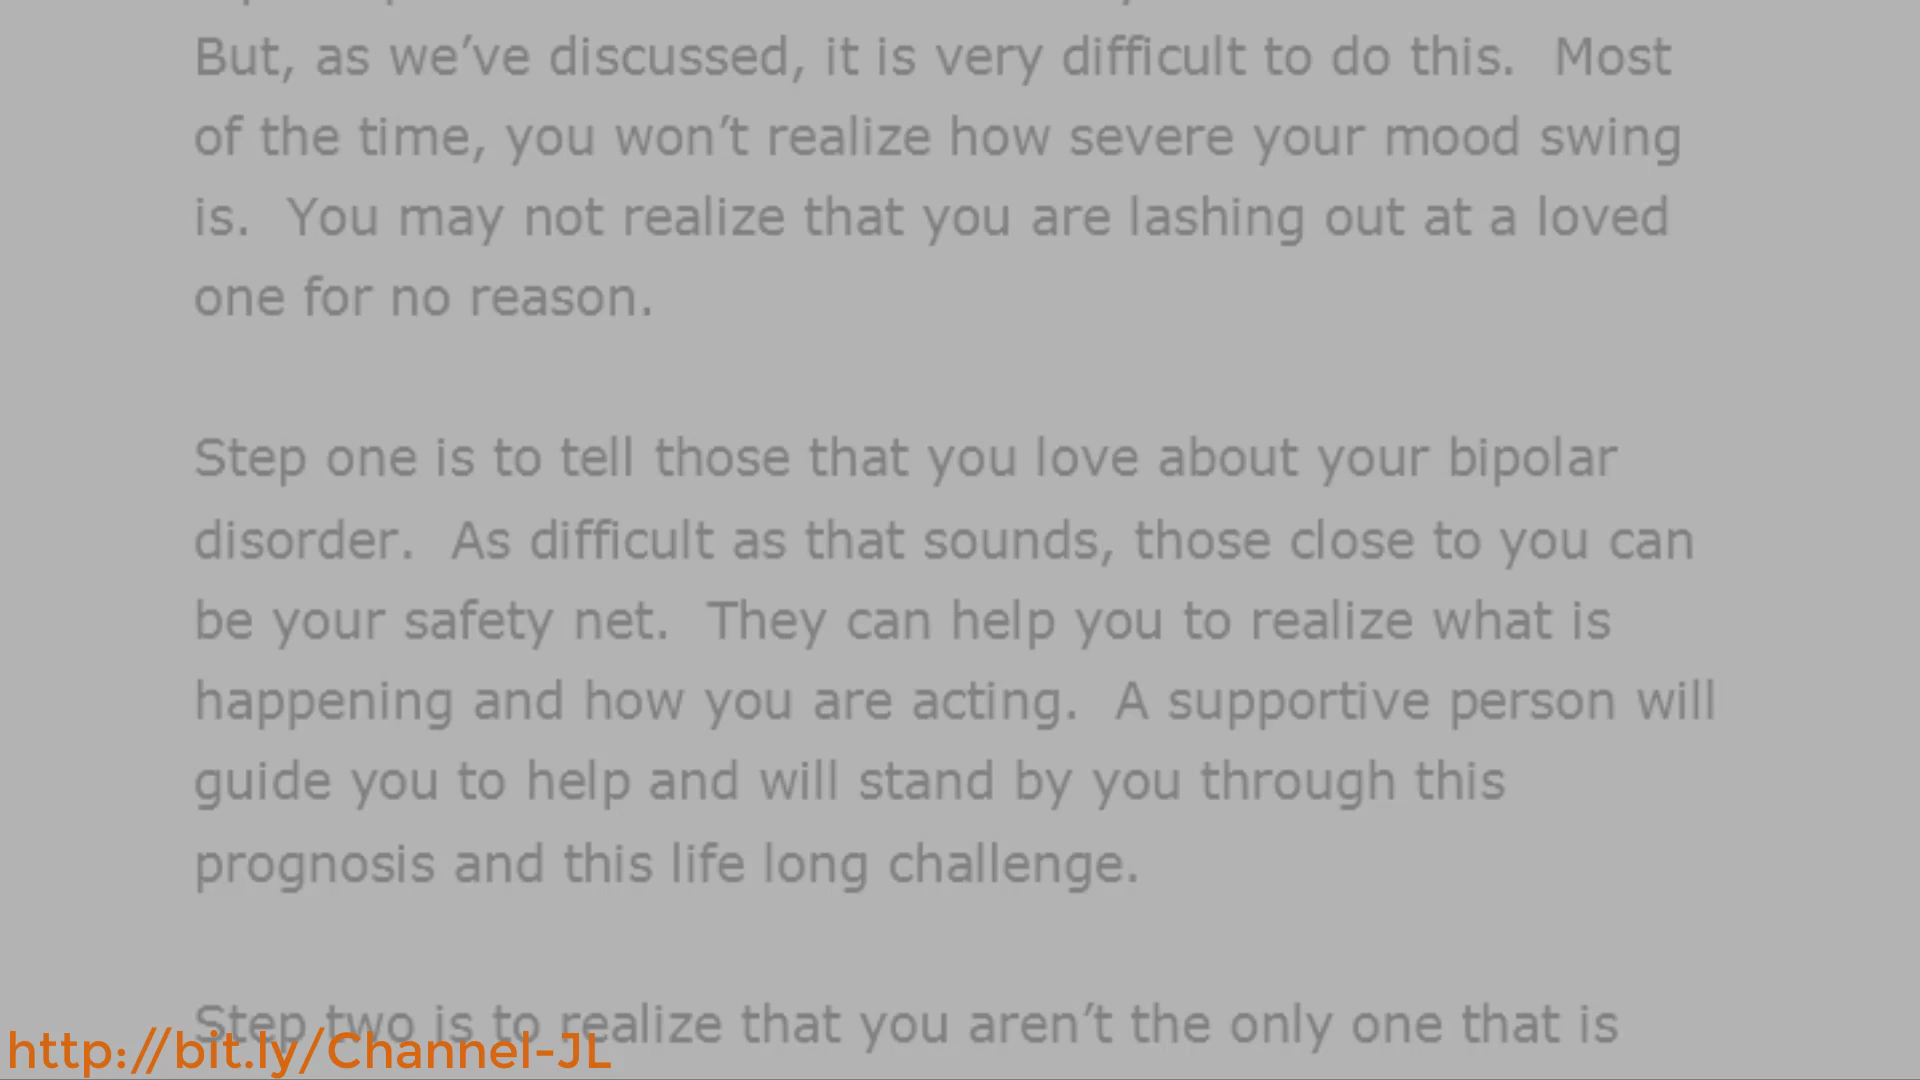 But, as we’ve discussed, it is very difficult to do this.  Most
of the time, you won’t realize how severe your mood swing
is.  You may not realize that you are lashing out at a loved
one for no reason.
Step one is to tell those that you love about your bipolar
disorder.  As difficult as that sounds, those close to you can
be your safety net.  They can help you to realize what is
happening and how you are acting.  A supportive person will
guide you to help and will stand by you through this
prognosis and this life long challenge.
Step two is to realize that you aren’t the only one that is
http://bit.ly/Channel-JL